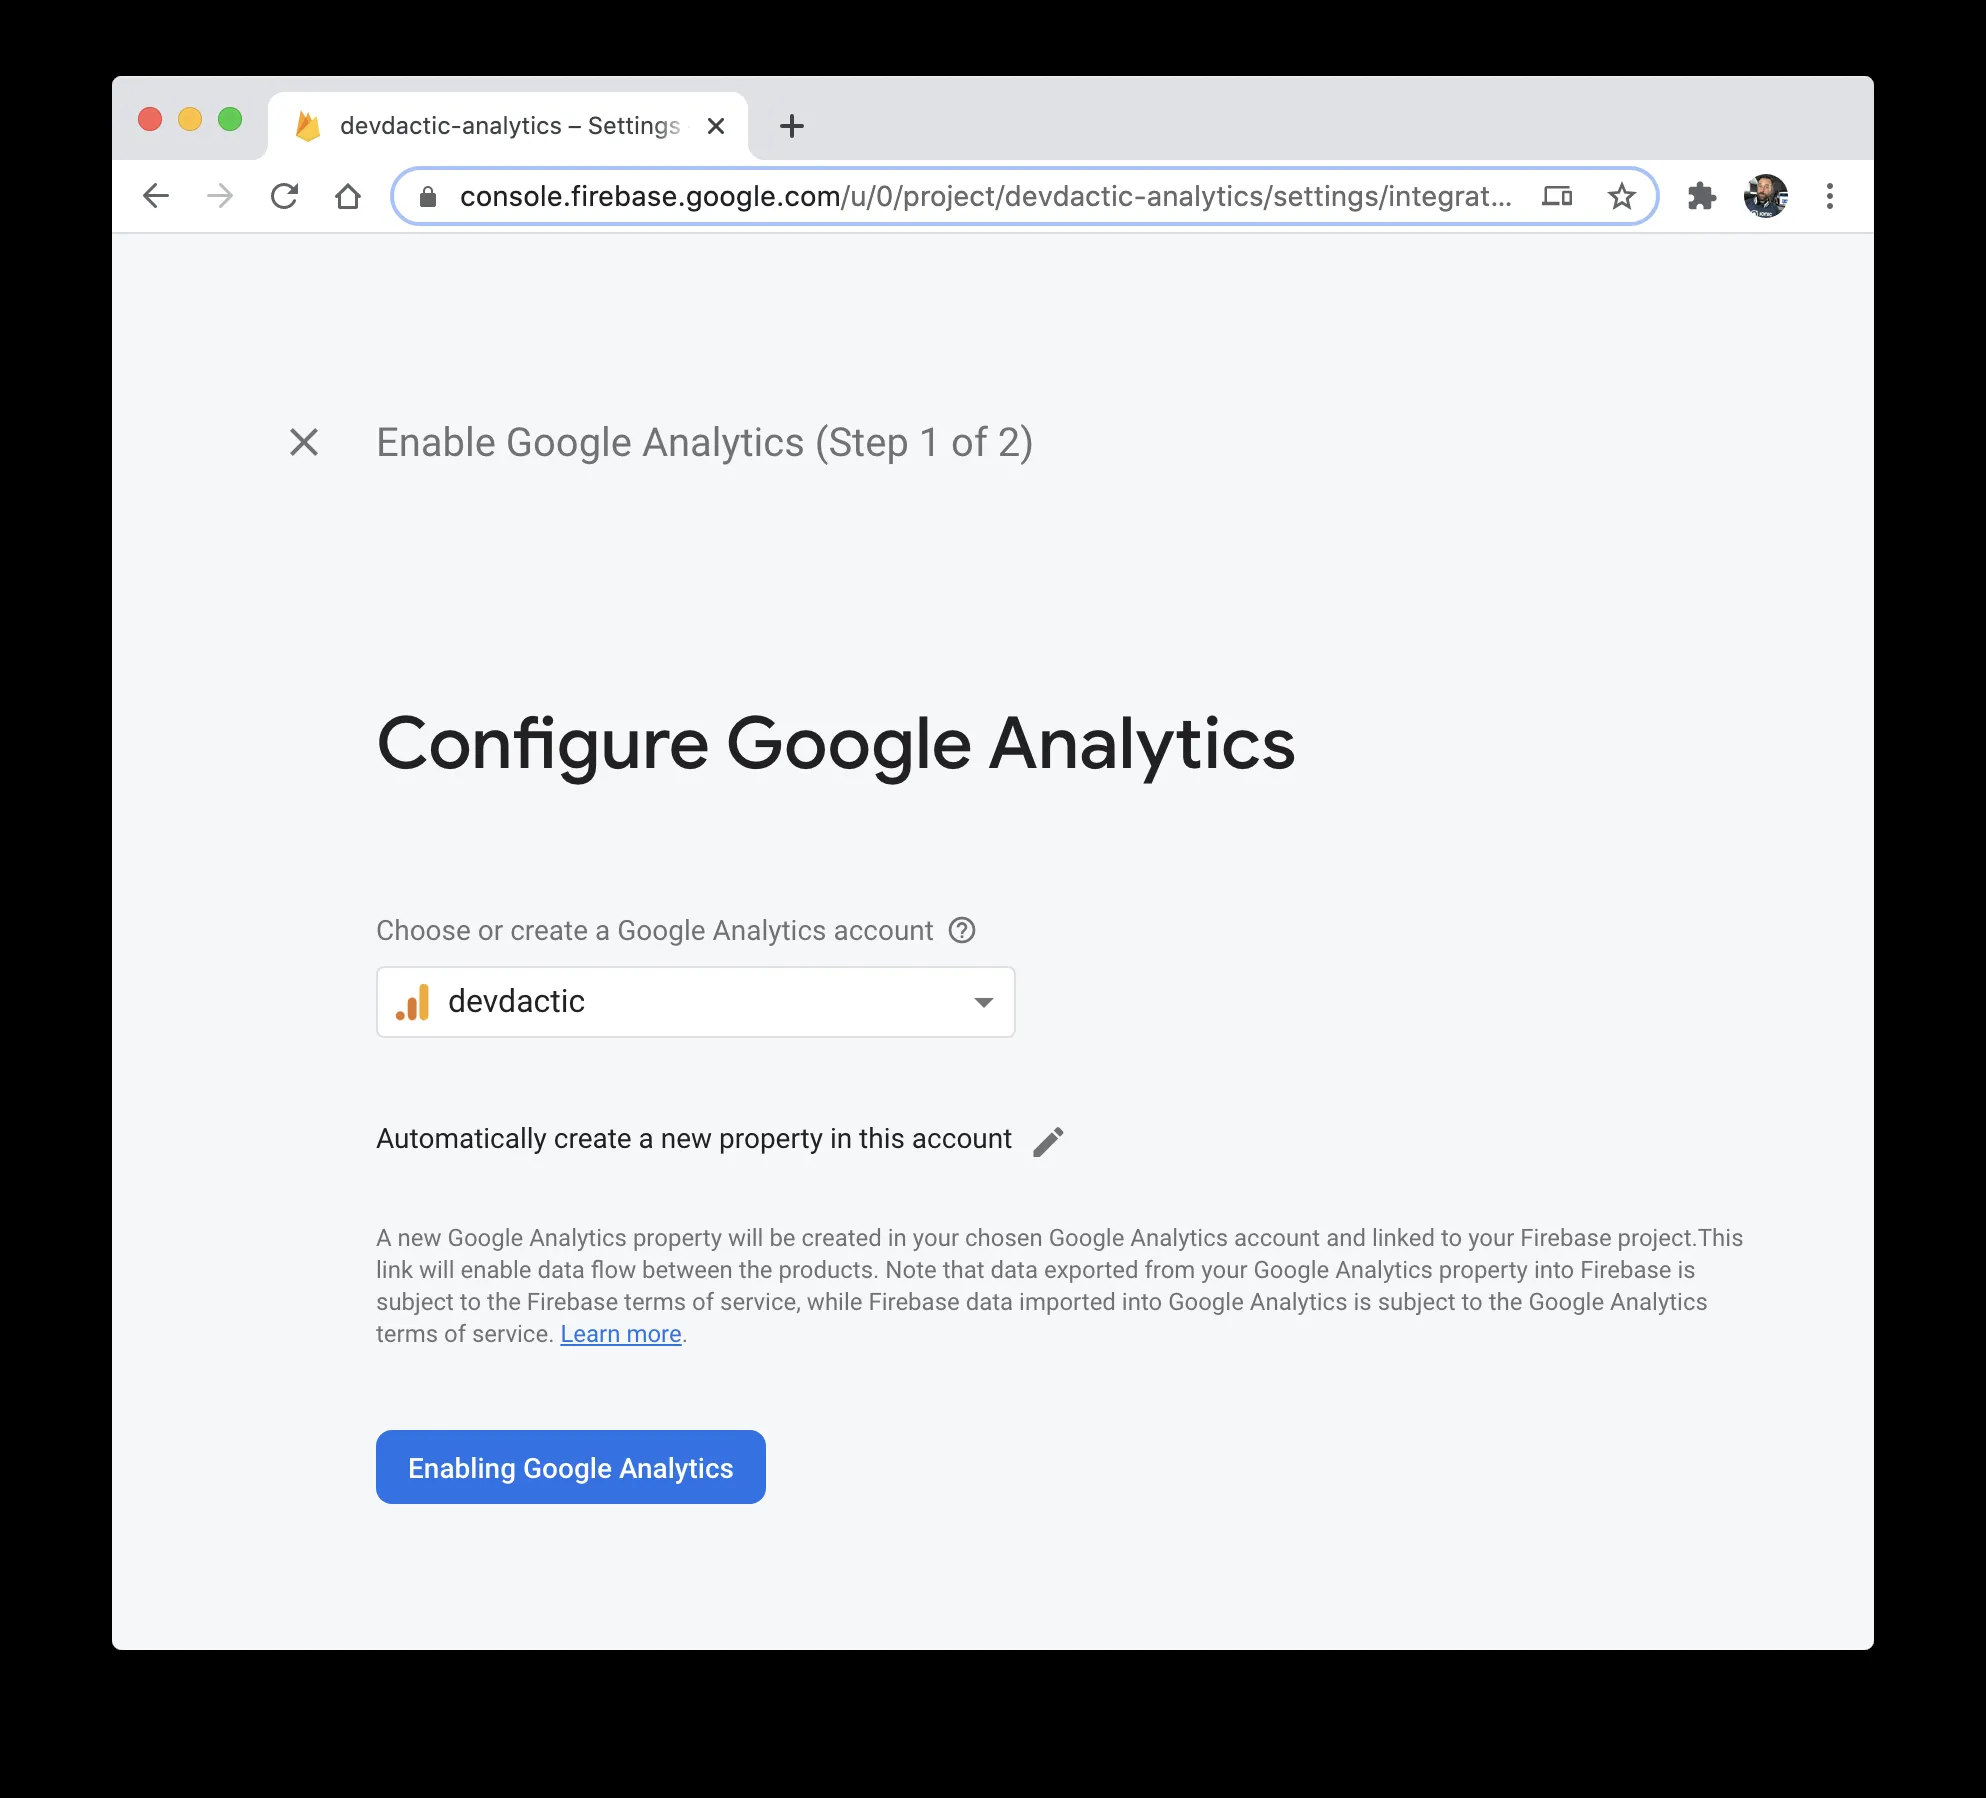 devdactic-analytics – Settings
console.firebase.google.com/u/0/project/devdactic-analytics/settings/integrat...
Enable Google Analytics (Step 1 of 2)
Configure Google Analytics
Choose or create a Google Analytics account
devdactic
Automatically create a new property in this account
A new Google Analytics property will be created in your chosen Google Analytics account and linked to your Firebase project.This
link will enable data flow between the products. Note that data exported from your Google Analytics property into Firebase is
subject to the Firebase terms of service, while Firebase data imported into Google Analytics is subject to the Google Analytics
terms of service. Learn more.
Enabling Google Analytics